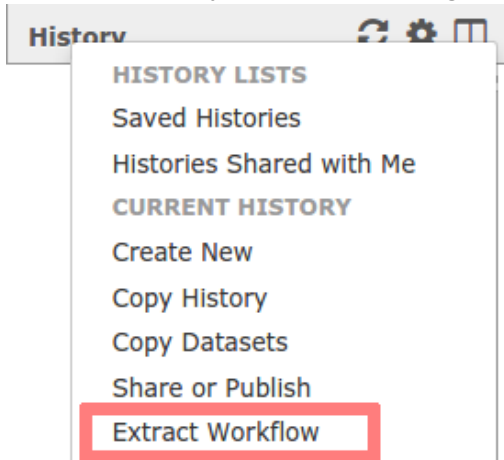 History
HISTORY LISTS
Saved Histories
Histories Shared with Me
CURRENT HISTORY
Create New
Copy History
Copy Datasets
Share or Publish
Extract Workflow